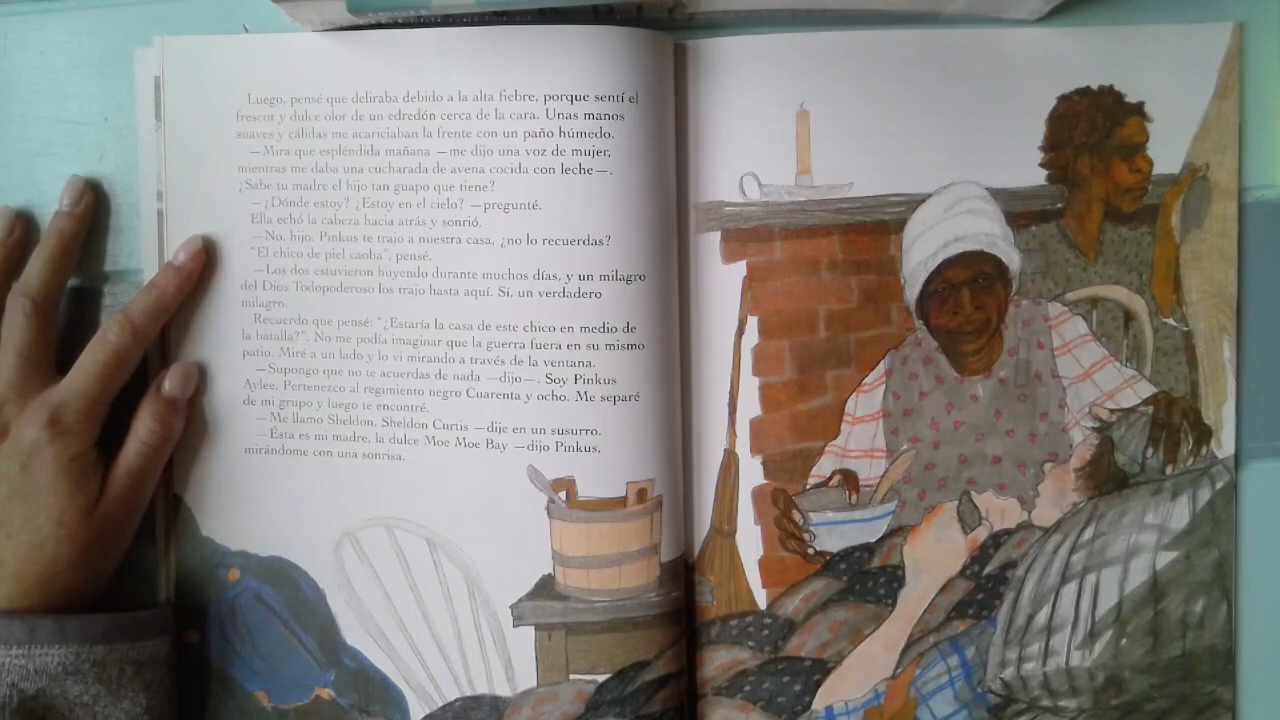 Luego, pensé que deliraba debido a la alta fiebre, porque sentí el
frescor y dulce olor de un edredón cerca de la cara. Unas manos
suaves y cálidas me acariciaban la frente con un paño húmedo.
—Mira que espléndida mañana —me dijo una voz de mujer,
mientras me daba una cucharada de avena cocida con leche—.
¿Sabe tu madre el hijo tan guapo que tiene?
—¿Dónde estoy? ¿Estoy en el cielo? —pregunté.
Ella echó la cabeza hacia atrás y sonrió.
—No, hijo. Pinkus te trajo a nuestra casa, ¿no lo recuerdas?
"El chico de piel caoba", pensé.
—Los dos estuvieron huyendo durante muchos días, y un milagro
del Dios Todopoderoso los trajo hasta aquí. Sí, un verdadero
milagro.
Recuerdo que pensé: "¿Estaría la casa de este chico en medio de
la batalla?". No me podía imaginar que la guerra fuera en su mismo
patio. Miré a un lado y lo vi mirando a través de la ventana.
—Supongo que no te acuerdas de nada —dijo—. Soy Pinkus
Aylee. Pertenezco al regimiento negro Cuarenta y ocho. Me separé
de mi grupo y luego te encontré.
—Me llamo Sheldon. Sheldon Curtis —dije en un susurro.
—Ésta es mi madre, la dulce Moe Moe Bay —dijo Pinkus,
mirándome con una sonrisa.